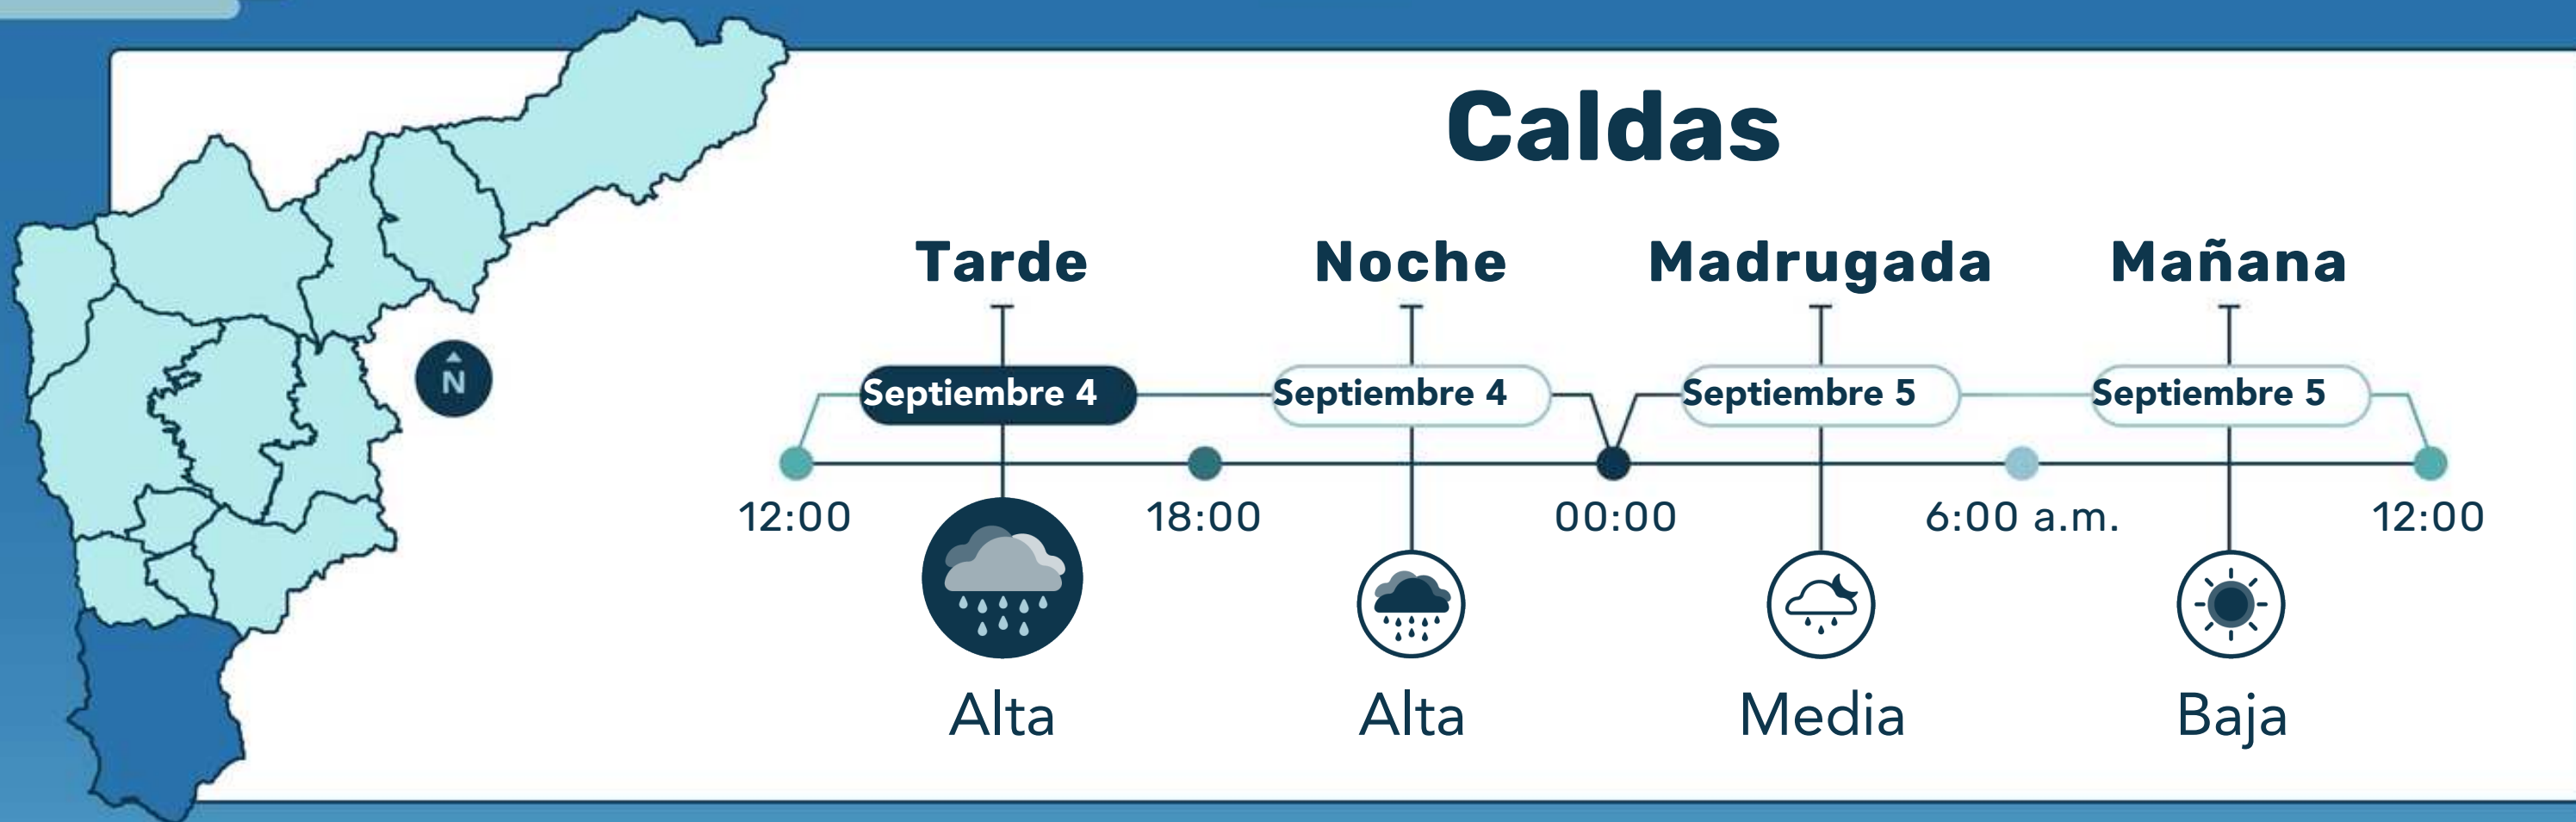 Caldas
Tarde Noche Madrugada Mañana
N
Septiembre 4 Septiembre 4 Septiembre 5 Septiembre 5
12:00 18:00 00:00 6:00 a.m. 12:00
Alta Alta Media Baja